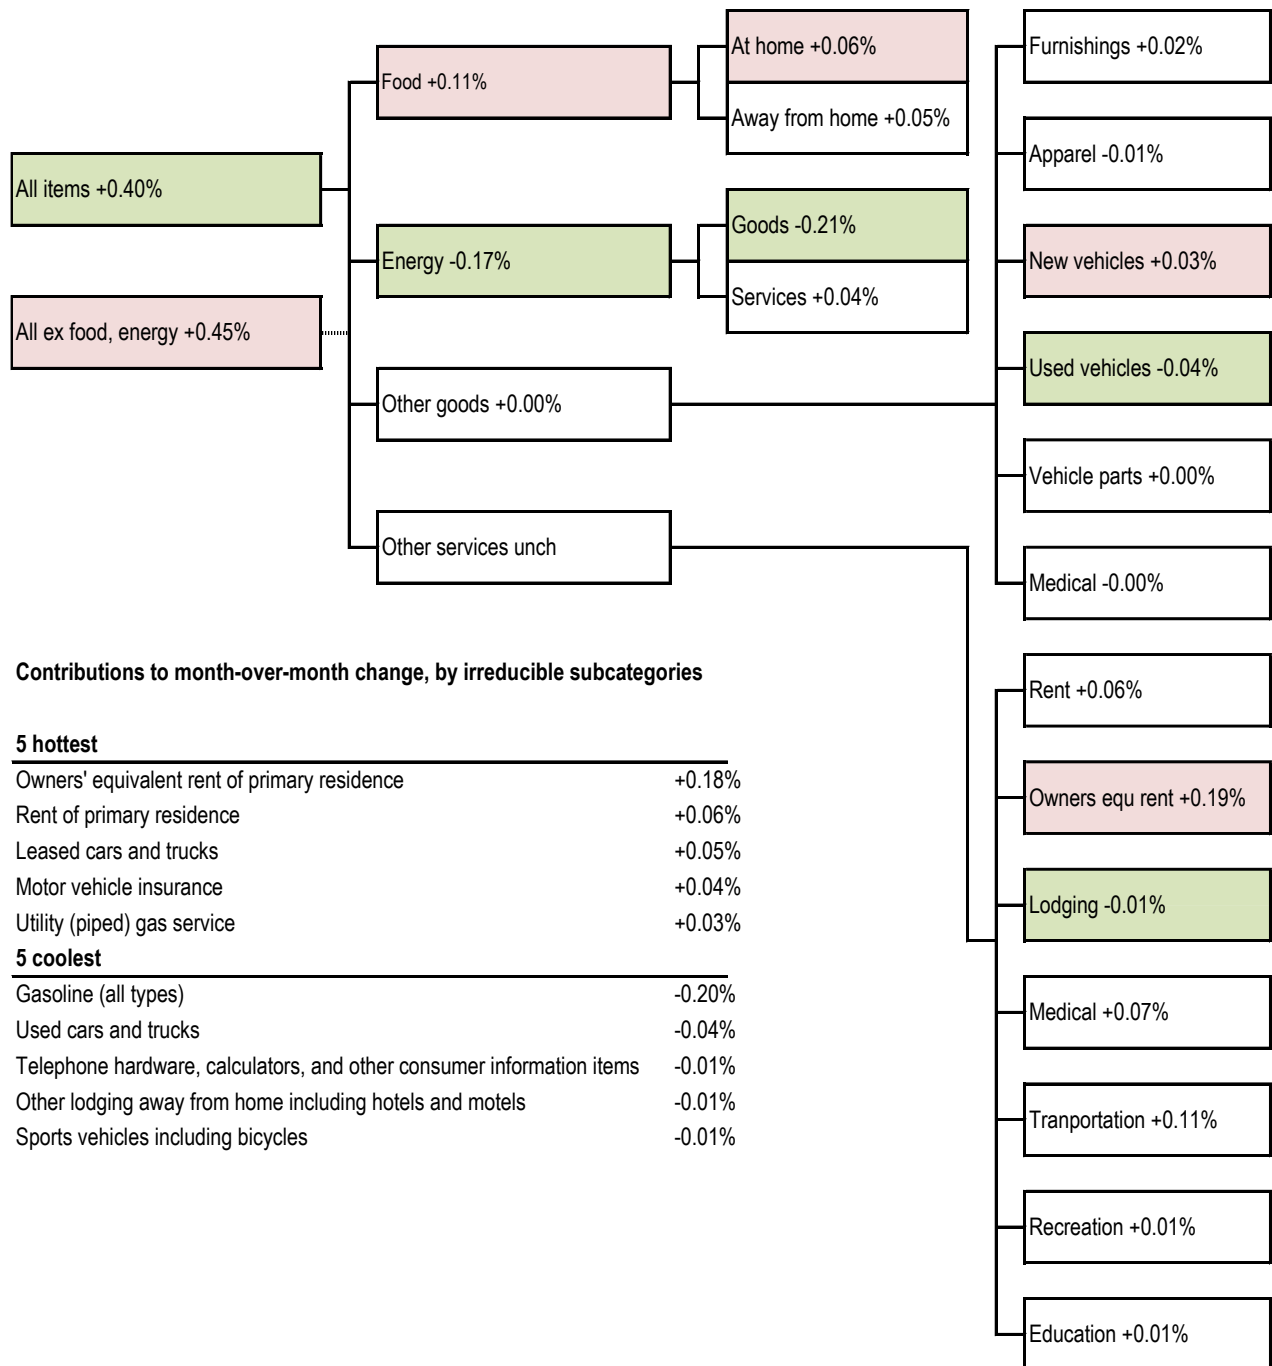 All items +0.40%
All ex food, energy +0.45%
Food +0.11%
Energy -0.17%
Other goods +0.00%
Other services unch
At home +0.06%
Away from home +0.05%
Goods -0.21%
Services +0.04%
Furnishings +0.02%
Apparel -0.01%
New vehicles +0.03%
Used vehicles -0.04%
Vehicle parts +0.00%
Medical -0.00%
Rent +0.06%
Owners equ rent +0.19%
Lodging -0.01%
Medical +0.07%
Tranportation +0.11%
Recreation +0.01%
Education +0.01%
Contributions to month-over-month change, by irreducible subcategories
5 hottest
Owners' equivalent rent of primary residence +0.18%
Rent of primary residence +0.06%
Leased cars and trucks +0.05%
Motor vehicle insurance +0.04%
Utility (piped) gas service +0.03%
5 coolest
Gasoline (all types) -0.20%
Used cars and trucks -0.04%
Telephone hardware, calculators, and other consumer information items -0.01%
Other lodging away from home including hotels and motels -0.01%
Sports vehicles including bicycles -0.01%